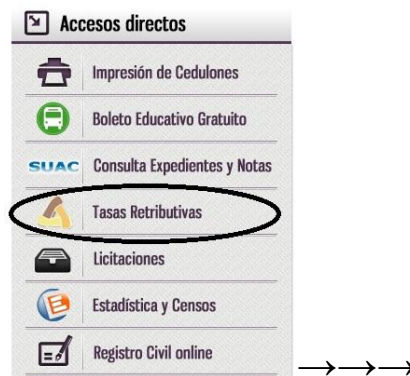 Accesos directos
Impresión de Cedulones
Boleto Educativo Gratuito
SUAC Consulta Expedientes y Notas
Tasas Retributivas
Licitaciones
Estadística y Censos
Registro Civil online
→→→